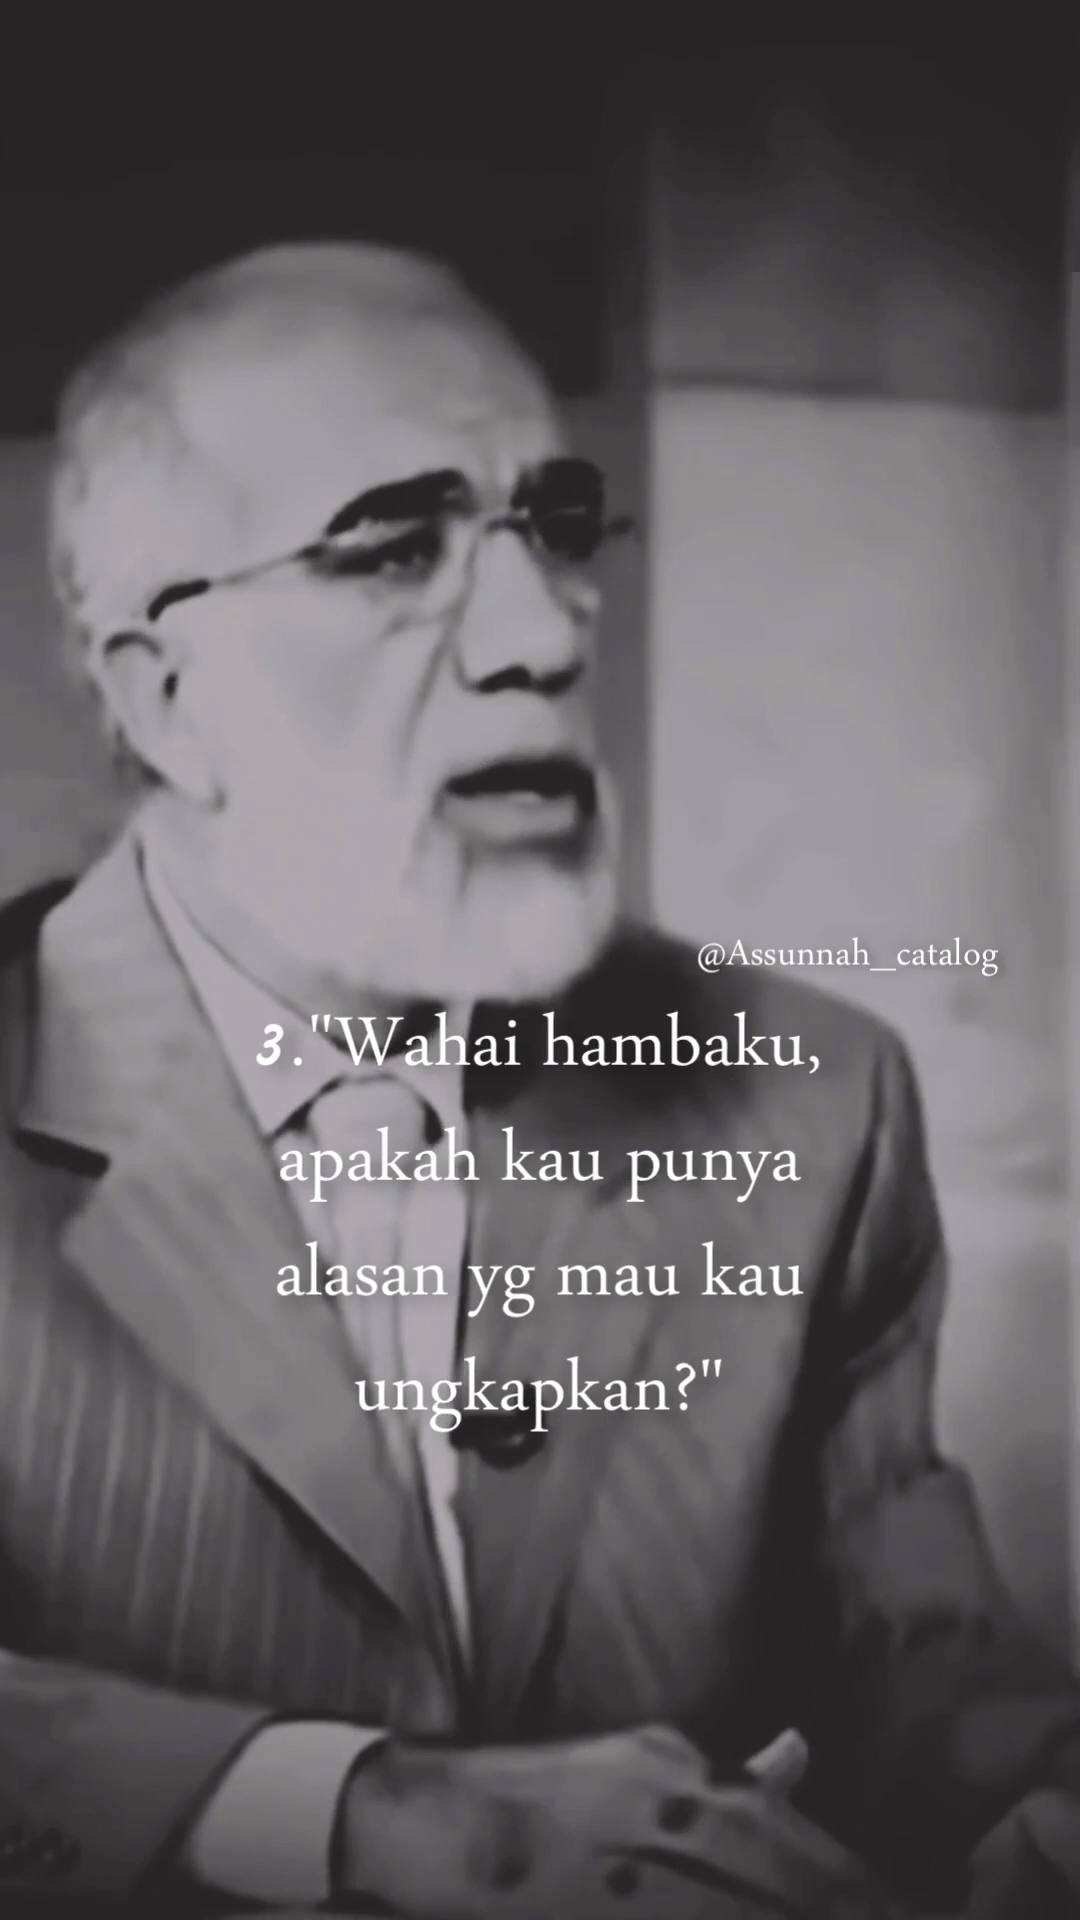 @Assunnah_catalog
3."Wahai hambaku,
apakah kau punya
alasan yg mau kau
ungkapkan?"